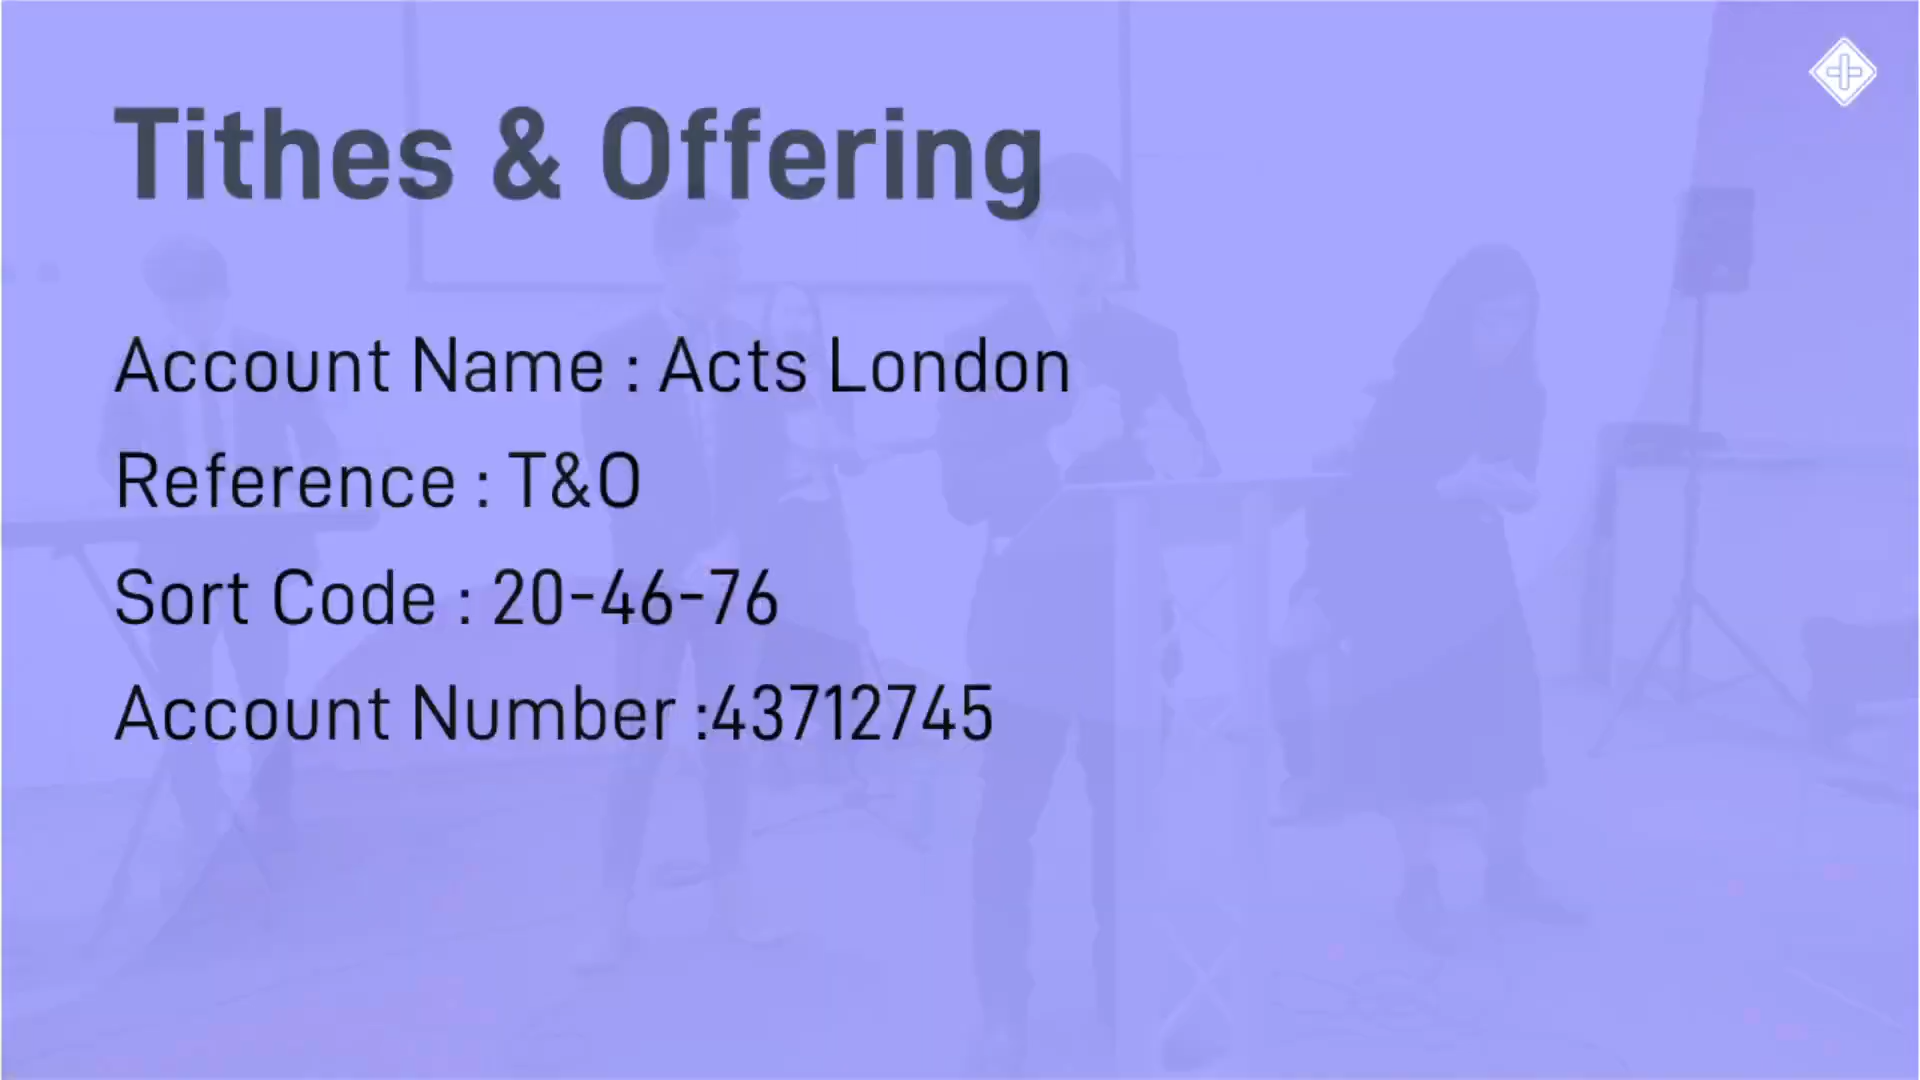 Tithes & Offering
Account Name : Acts London
Reference : T&O
Sort Code : 20-46-76
Account Number :43712745